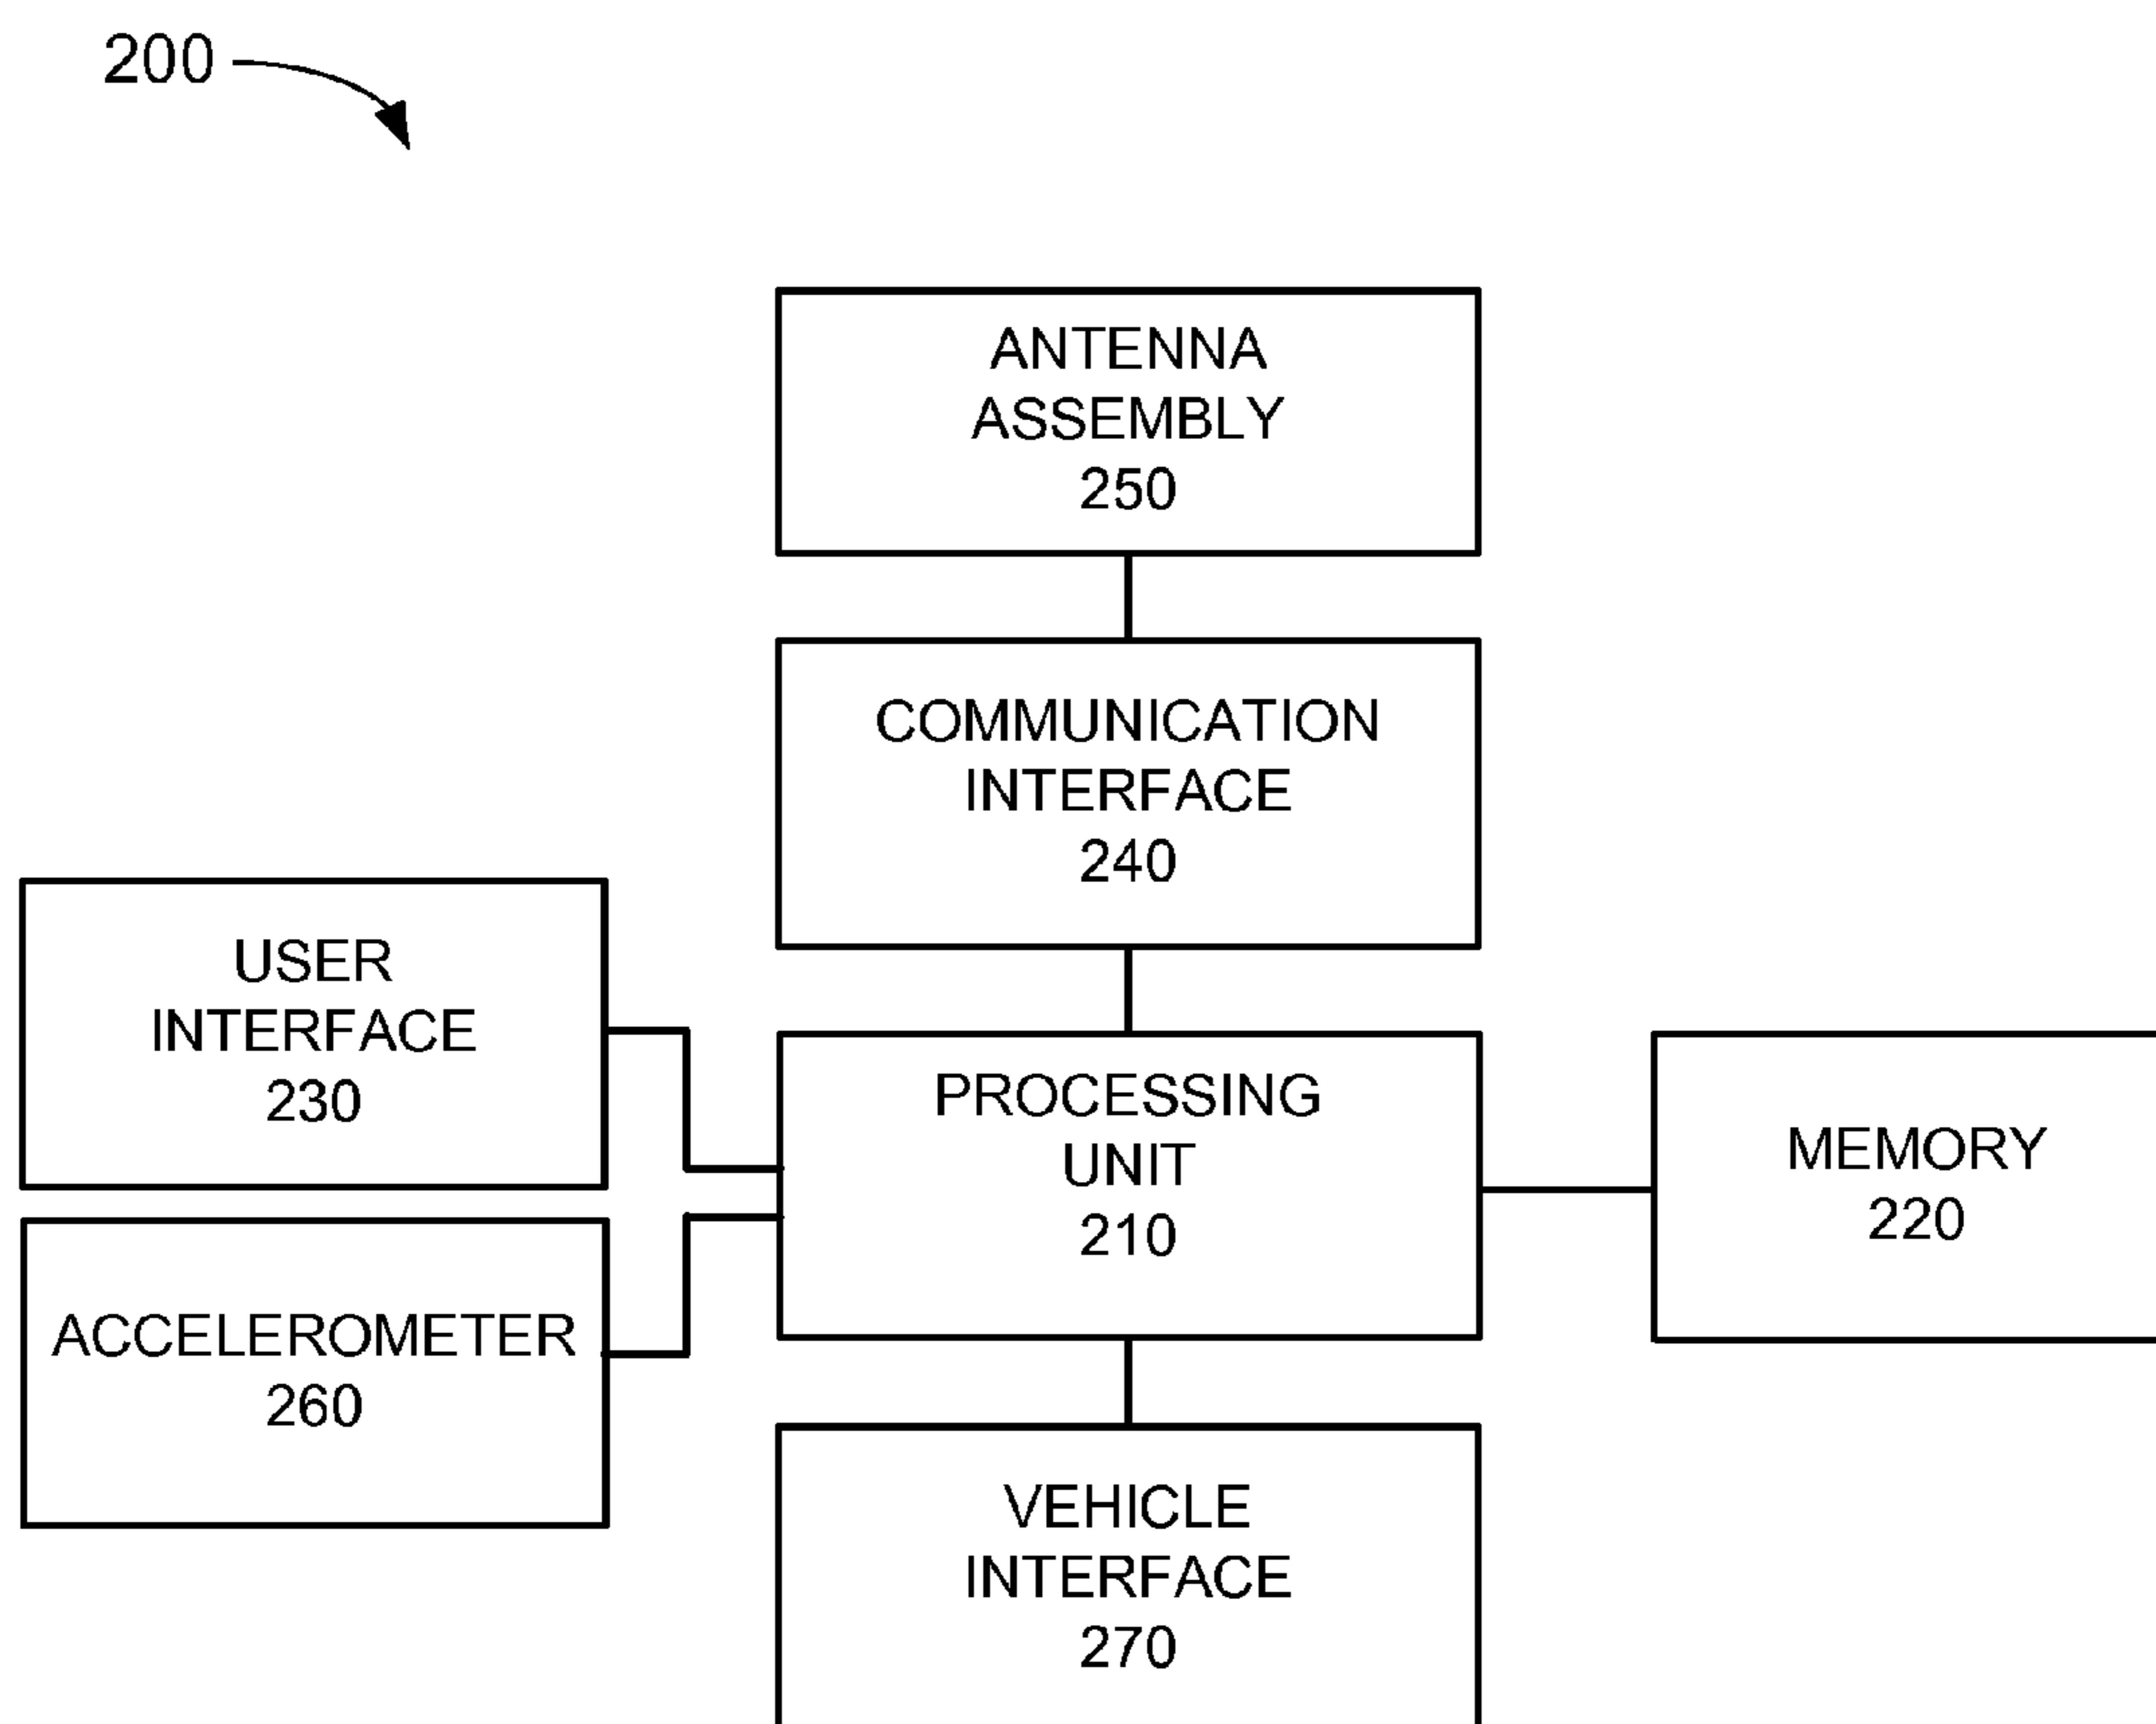 200
ANTENNA
ASSEMBLY
250
COMMUNICATION
INTERFACE
240
USER
INTERFACE
230
PROCESSING
UNIT
210
MEMORY
220
ACCELEROMETER
260
VEHICLE
INTERFACE
270